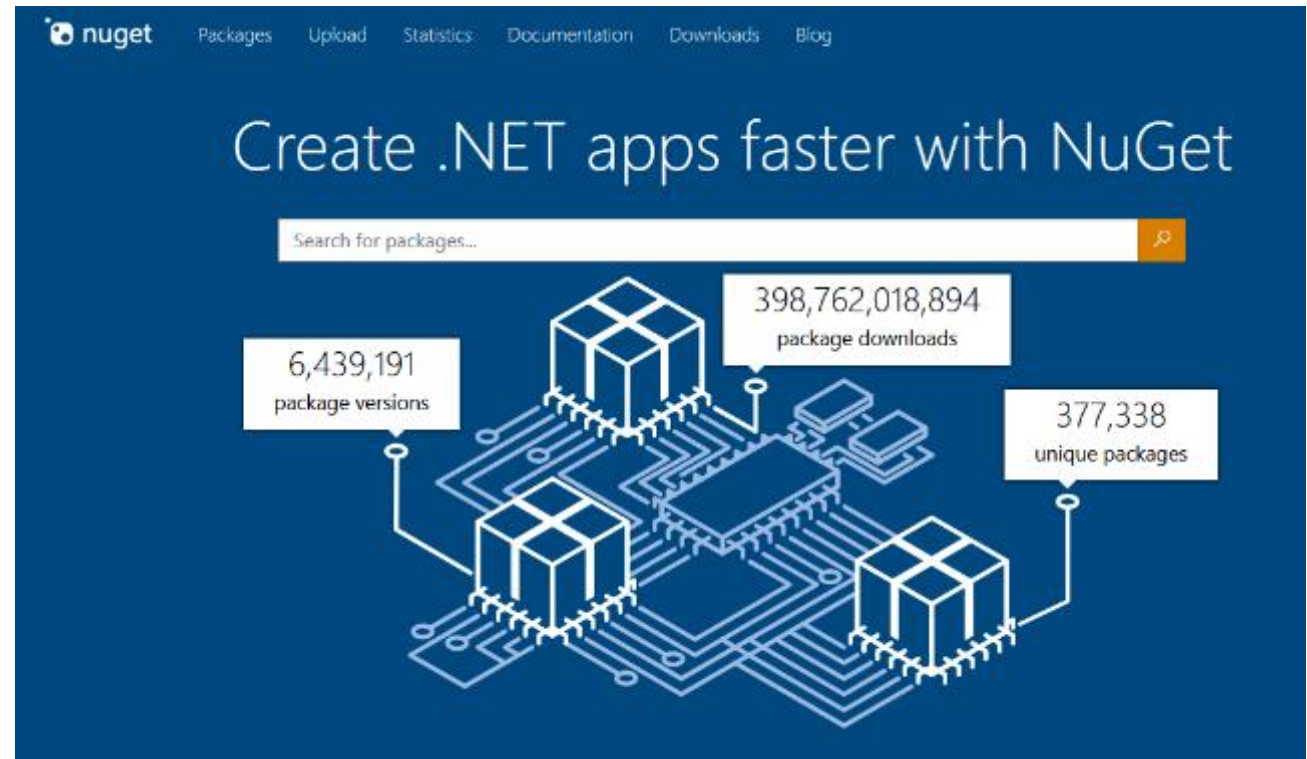 nuget Packages Upload Statistics Documentation Downloads Blog
Create .NET apps faster with NuGet
Search for packages...
398,762,018,894
package downloads
6,439,191
package versions
377,338
unique packages